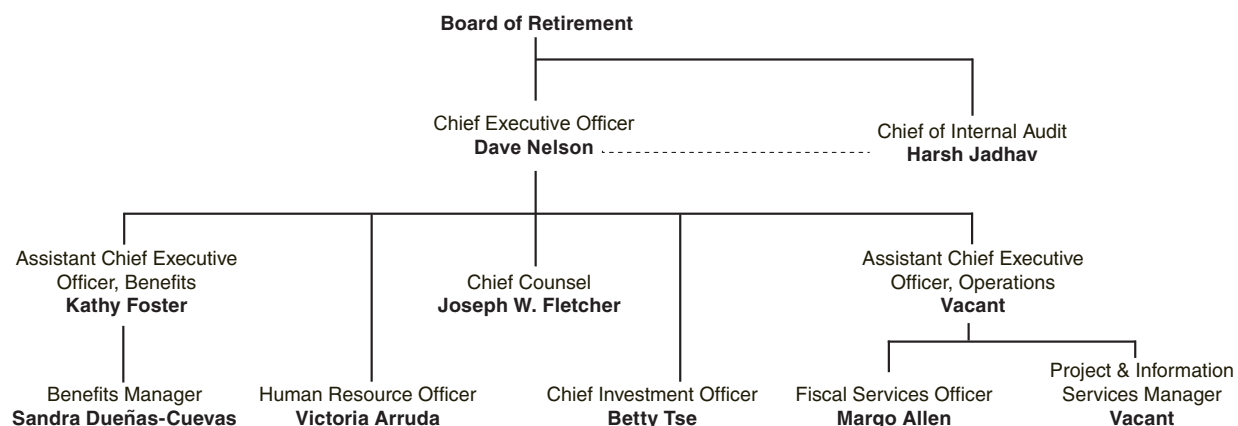 Board of Retirement
Chief Executive Officer
Dave Nelson
Chief of Internal Audit
Harsh Jadhav
Assistant Chief Executive
Officer, Benefits
Kathy Foster
Chief Counsel
Joseph W. Fletcher
Assistant Chief Executive
Officer, Operations
Vacant
Benefits Manager
Sandra Dueñas-Cuevas
Human Resource Officer
Victoria Arruda
Chief Investment Officer
Betty Tse
Fiscal Services Officer
Margo Allen
Project & Information
Services Manager
Vacant